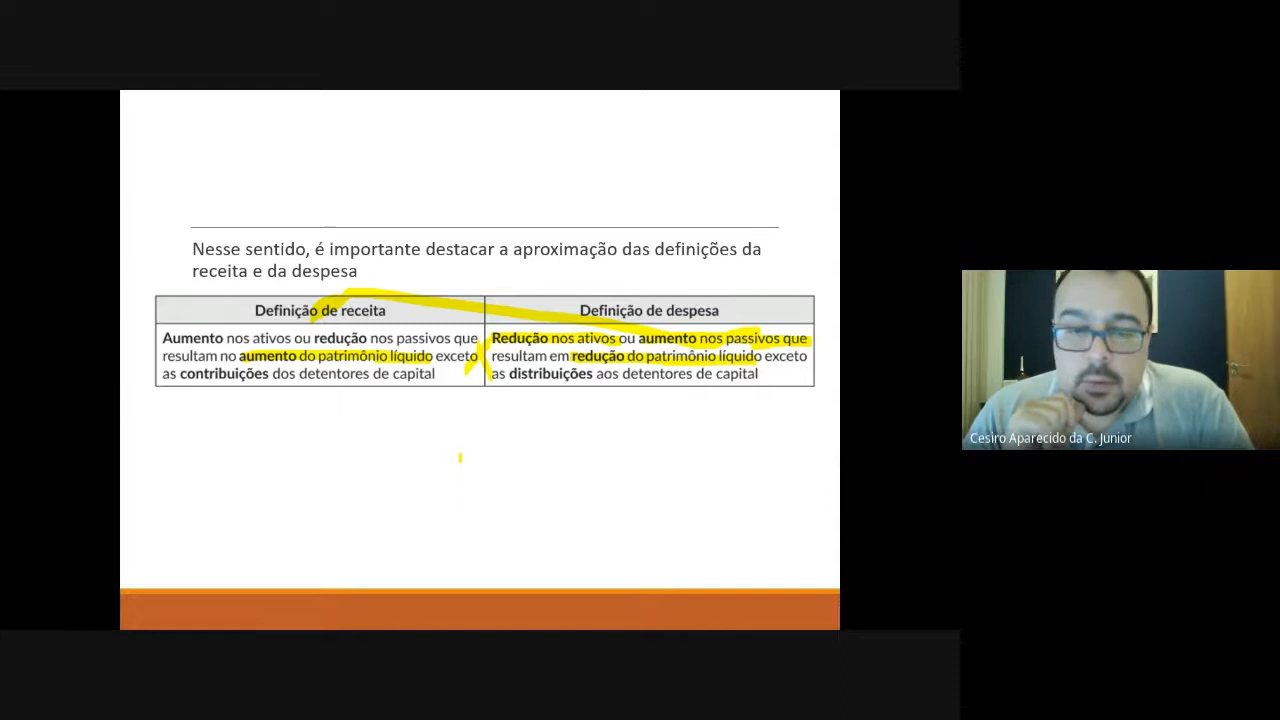 Nesse sentido, é importante destacar a aproximação das definições da
receita e da despesa
Definição de receita
Definição de despesa
Aumento nos ativos ou redução nos passivos que
resultam no aumento do patrimônio líquido exceto
as contribuições dos detentores de capital
Redução nos ativos ou aumento nos passivos que
resultam em redução do patrimônio líquido exceto
as distribuições aos detentores de capital
Cesiro Aparecido da C. Junior